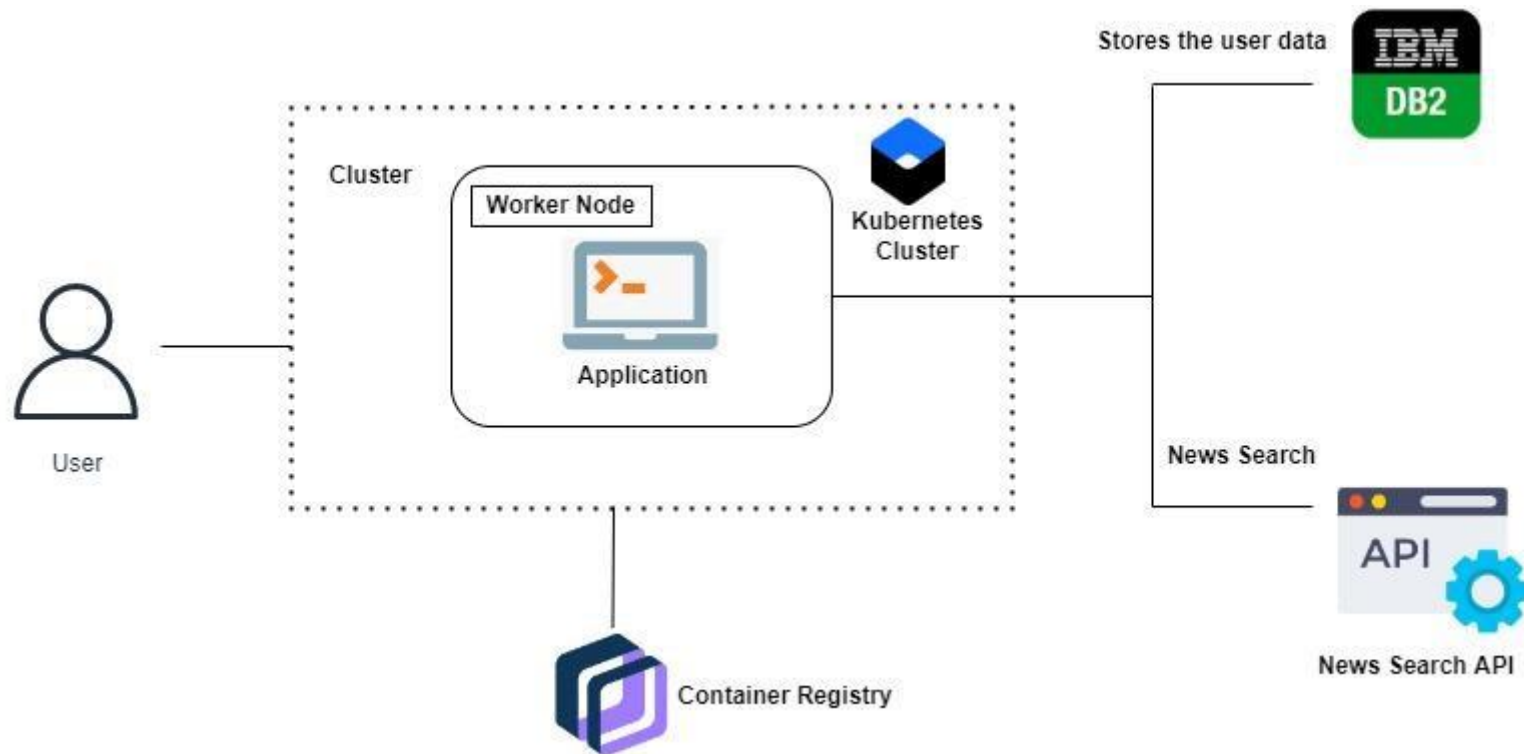 Stores the user data
IBM
DB2
Cluster
Worker Node
Kubernetes
Cluster
Application
User
News Search
API
News Search API
Container Registry